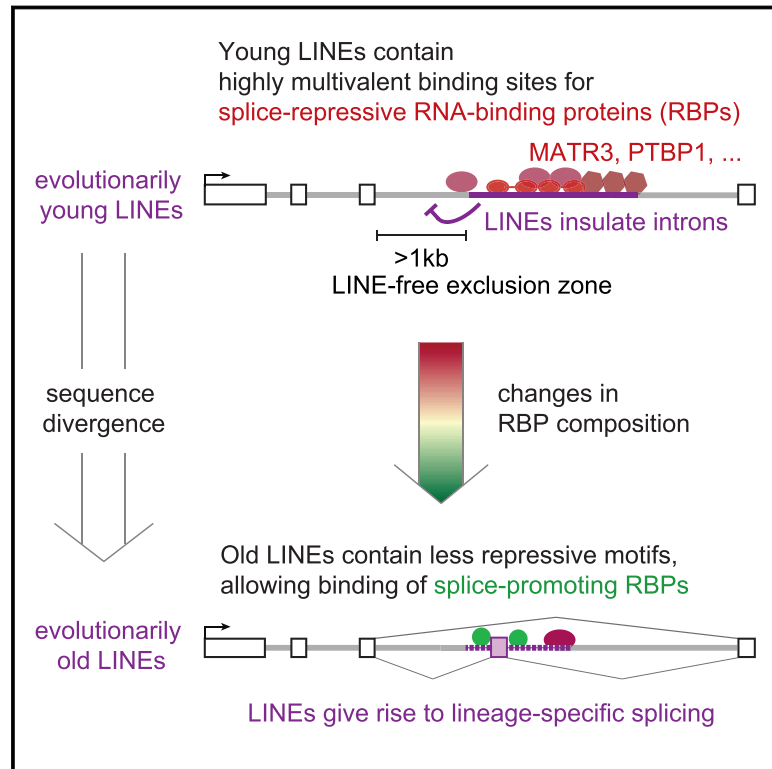 Young LINEs contain
highly multivalent binding sites for
splice-repressive RNA-binding proteins (RBPs)
MATR3, PTBP1, ...
evolutionarily
young LINEs
LINEs insulate introns
>1kb
LINE-free exclusion zone
sequence
divergence
changes in
RBP composition
Old LINEs contain less repressive motifs,
allowing binding of splice-promoting RBPs
evolutionarily
old LINEs
LINEs give rise to lineage-specific splicing